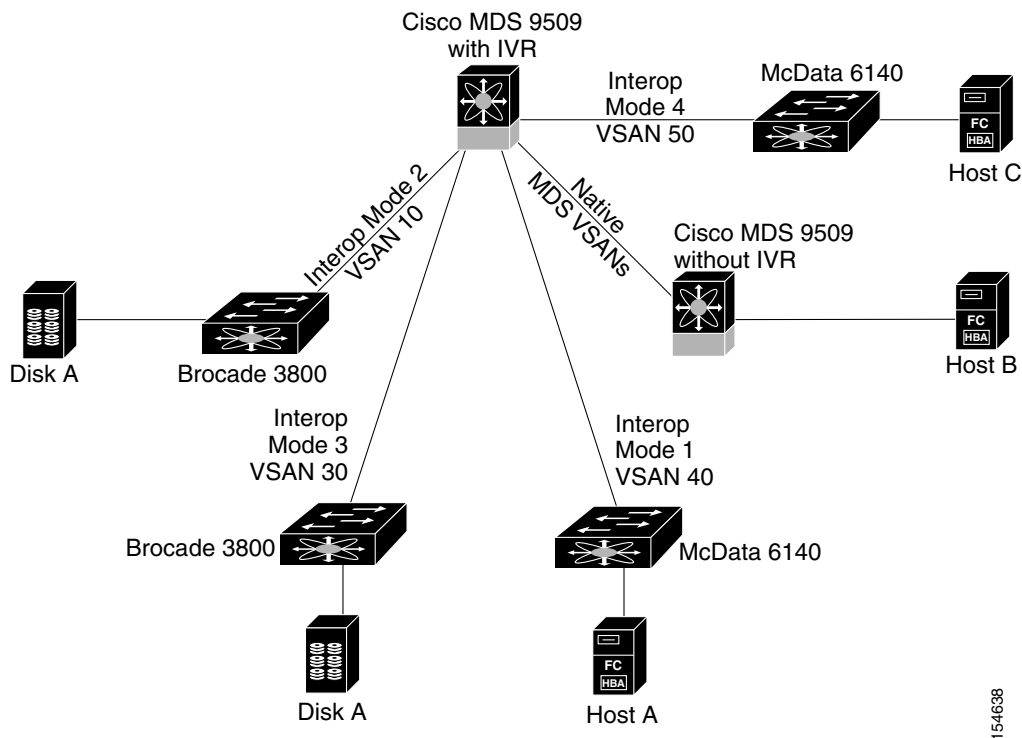 Cisco MDS 9509
with IVR
Interop
Mode 4
VSAN 50
McData 6140
FC
HBA
Host C
Interop Mode 2
VSAN 10
Native
MDS VSANs
Cisco MDS 9509
without IVR
FC
HBA
Host B
Disk A
Brocade 3800
Interop
Mode 3
VSAN 30
Interop
Mode 1
VSAN 40
Brocade 3800
McData 6140
Disk A
FC
HBA
Host A
154638